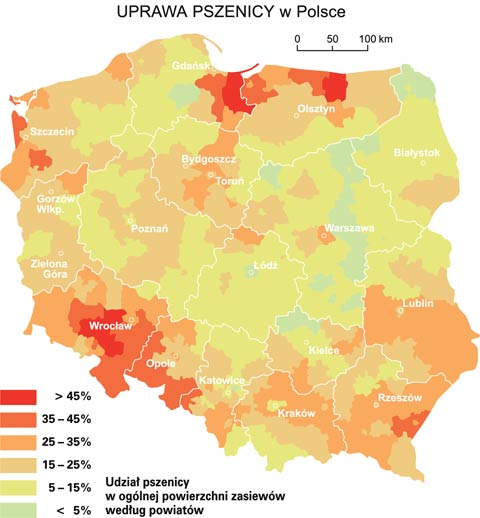 UPRAWA PSZENICY w Polsce
0 50 100 km
Gdańsk
Olsztyn
Szczecin
Bydgoszcz
Białystok
Toruń
Gorzów
Wlkp.
Poznań
Warszawa
Zielona
Góra
Łódź
Lublin
Wrocław
Kielce
Opole
Katowice
Rzeszów
Kraków
> 45%
35 – 45%
25 – 35%
15 – 25%
5 – 15%
< 5%
Udział pszenicy
w ogólnej powierzchni zasiewów
według powiatów